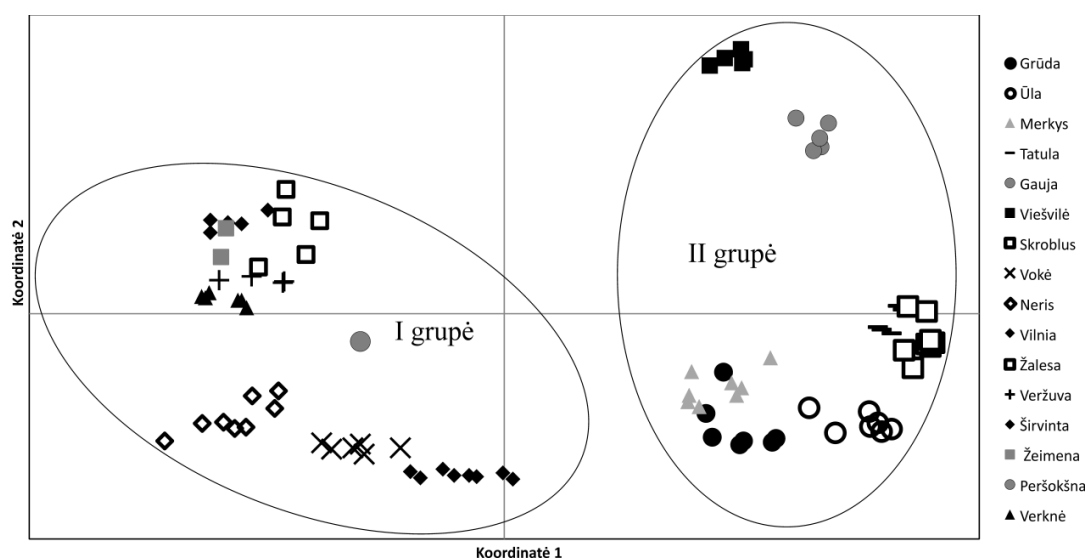 Koordinatė 2
I grupė
II grupė
Koordinatė 1
Grūda
Ūla
Merkys
Tatula
Gauja
Viešvilė
Skroblus
Vokė
Neris
Vilnia
Žalesa
Veržuva
Širvinta
Žeimena
Peršokšna
Verknė